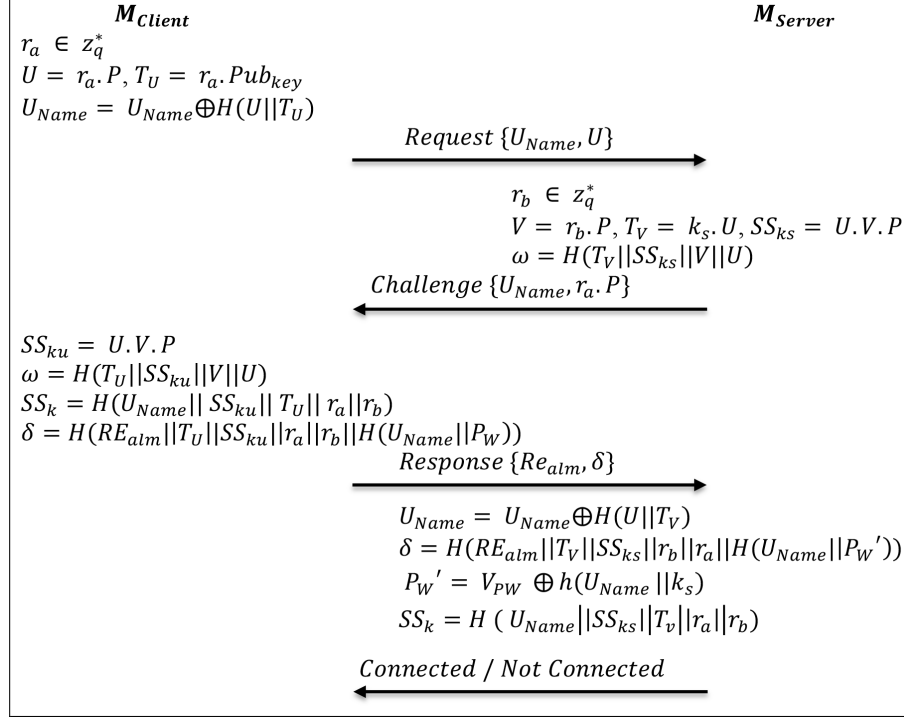 M_Client M_Server
r_a ∈ z_q^*
U = r_a.P, T_U = r_a.Pub_key
U_Name = U_Name⊕H(U||T_U)
Request {U_Name, U}
r_b ∈ z_q^*
V = r_b.P, T_V = k_s.U, SS_ks = U.V.P
ω = H(T_V||SS_ks||V||U)
Challenge {U_Name, r_a.P}
SS_ku = U.V.P
ω = H(T_U||SS_ku||V||U)
SS_k = H(U_Name|| SS_ku|| T_U|| r_a||r_b)
δ = H(RE_alm||T_U||SS_ku||r_a||r_b||H(U_Name||P_W))
Response {Re_alm, δ}
U_Name = U_Name⊕H(U||T_V)
δ = H(RE_alm||T_V||SS_ks||r_b||r_a||H(U_Name||P_W'))
P_W' = V_PW ⊕ h(U_Name ||k_s)
SS_k = H ( U_Name||SS_ks||T_v||r_a||r_b)
Connected / Not Connected